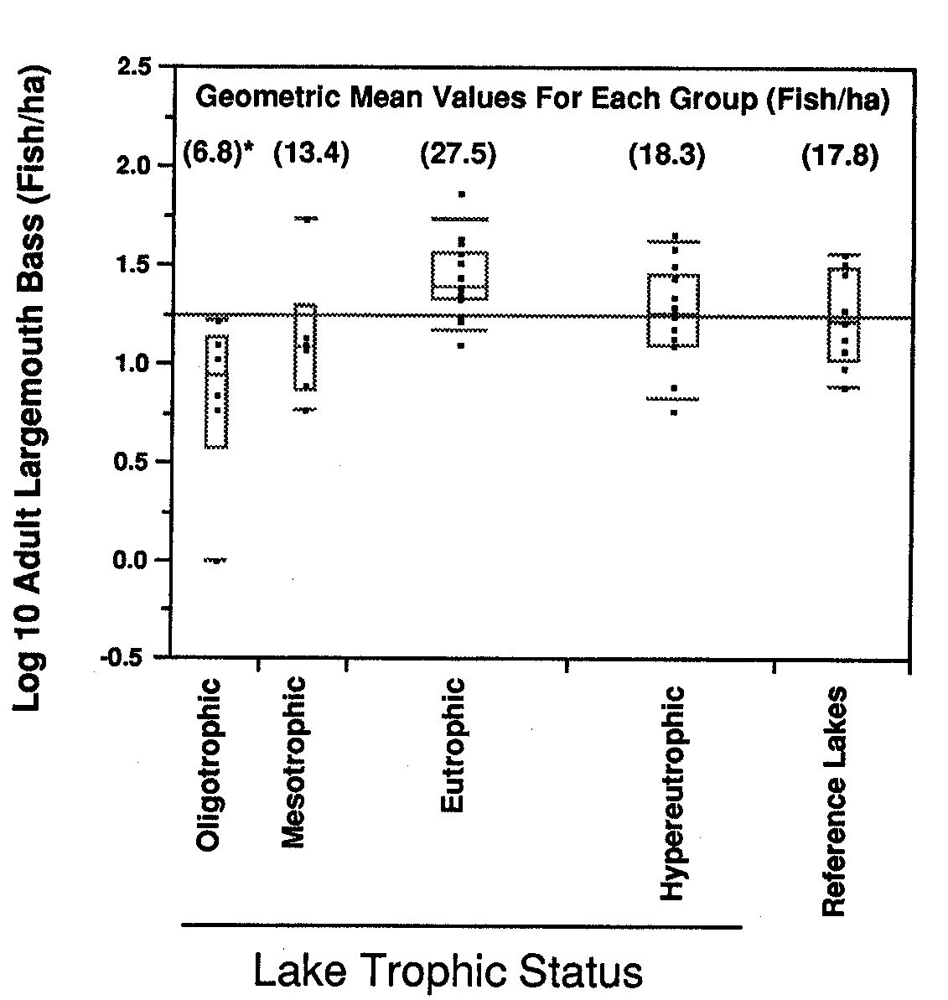 Geometric Mean Values For Each Group (Fish/ha)
(6.8)* (13.4) (27.5) (18.3) (17.8)
Log 10 Adult Largemouth Bass (Fish/ha)
2.5
2.0
1.5
1.0
0.5
0.0
-0.5
Oligotrophic
Mesotrophic
Eutrophic
Hypereutrophic
Reference Lakes
Lake Trophic Status